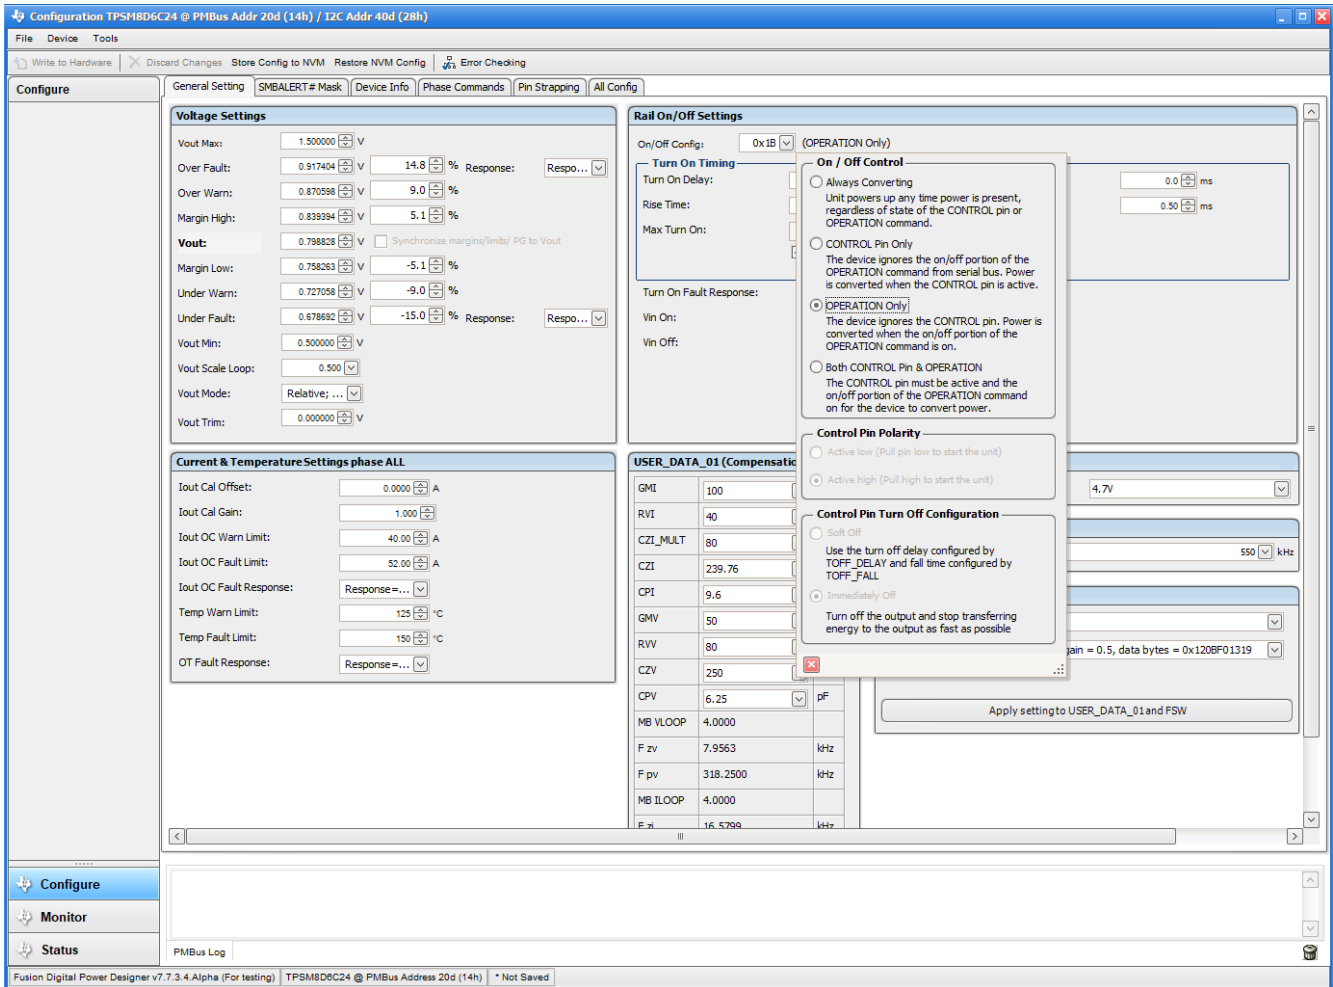 Configuration TPSM8D6C24 @ PMBus Addr 20d (14h) / I2C Addr 40d (28h)
File Device Tools
Write to Hardware Discard Changes Store Config to NVM Restore NVM Config Error Checking
Configure
General Setting SMBALERT# Mask Device Info Phase Commands Pin Strapping All Config
Voltage Settings
Vout Max: 1.500000 V
Over Fault: 0.917404 V 14.8 % Response: Respo...
Over Warn: 0.870598 V 9.0 %
Margin High: 0.839394 V 5.1 %
Vout: 0.798828 V Synchronize margins/limits/ PG to Vout
Margin Low: 0.758263 V -5.1 %
Under Warn: 0.727058 V -9.0 %
Under Fault: 0.678692 V -15.0 % Response: Respo...
Vout Min: 0.500000 V
Vout Scale Loop: 0.500
Vout Mode: Relative; ...
Vout Trim: 0.000000 V
Rail On/Off Settings
On/Off Config: 0x1B (OPERATION Only)
Turn On Timing
Turn On Delay: 0.0 ms
Rise Time: 0.50 ms
Max Turn On:
Turn On Fault Response:
Vin On:
Vin Off:
On / Off Control
Always Converting
Unit powers up any time power is present,
regardless of state of the CONTROL pin or
OPERATION command.
CONTROL Pin Only
The device ignores the on/off portion of the
OPERATION command from serial bus. Power
is converted when the CONTROL pin is active.
OPERATION Only
The device ignores the CONTROL pin. Power is
converted when the on/off portion of the
OPERATION command is on.
Both CONTROL Pin & OPERATION
The CONTROL pin must be active and the
on/off portion of the OPERATION command
on for the device to convert power.
Control Pin Polarity
Active low (Pull pin low to start the unit)
Active high (Pull high to start the unit)
Control Pin Turn Off Configuration
Soft Off
Use the turn off delay configured by
TOFF_DELAY and fall time configured by
TOFF_FALL
Immediately Off
Turn off the output and stop transferring
energy to the output as fast as possible
Current & Temperature Settings phase ALL
Iout Cal Offset: 0.0000 A
Iout Cal Gain: 1.000
Iout OC Warn Limit: 40.00 A
Iout OC Fault Limit: 52.00 A
Iout OC Fault Response: Response=...
Temp Warn Limit: 125 °C
Temp Fault Limit: 150 °C
OT Fault Response: Response=...
USER_DATA_01 (Compensatio
GMI 100
RVI 40
CZI_MULT 80
CZI 239.76
CPI 9.6
GMV 50
RVV 80
CZV 250
CPV 6.25 pF
MB VLOOP 4.0000
F zv 7.9563 kHz
F pv 318.2500 kHz
MB ILOOP 4.0000
F zi 16.5799 kHz
4.7V
550 kHz
gain = 0.5, data bytes = 0x120BF01319
Apply setting to USER_DATA_01 and FSW
Configure
Monitor
Status
PMBus Log
Fusion Digital Power Designer v7.7.3.4.Alpha (For testing) TPSM8D6C24 @ PMBus Address 20d (14h) * Not Saved